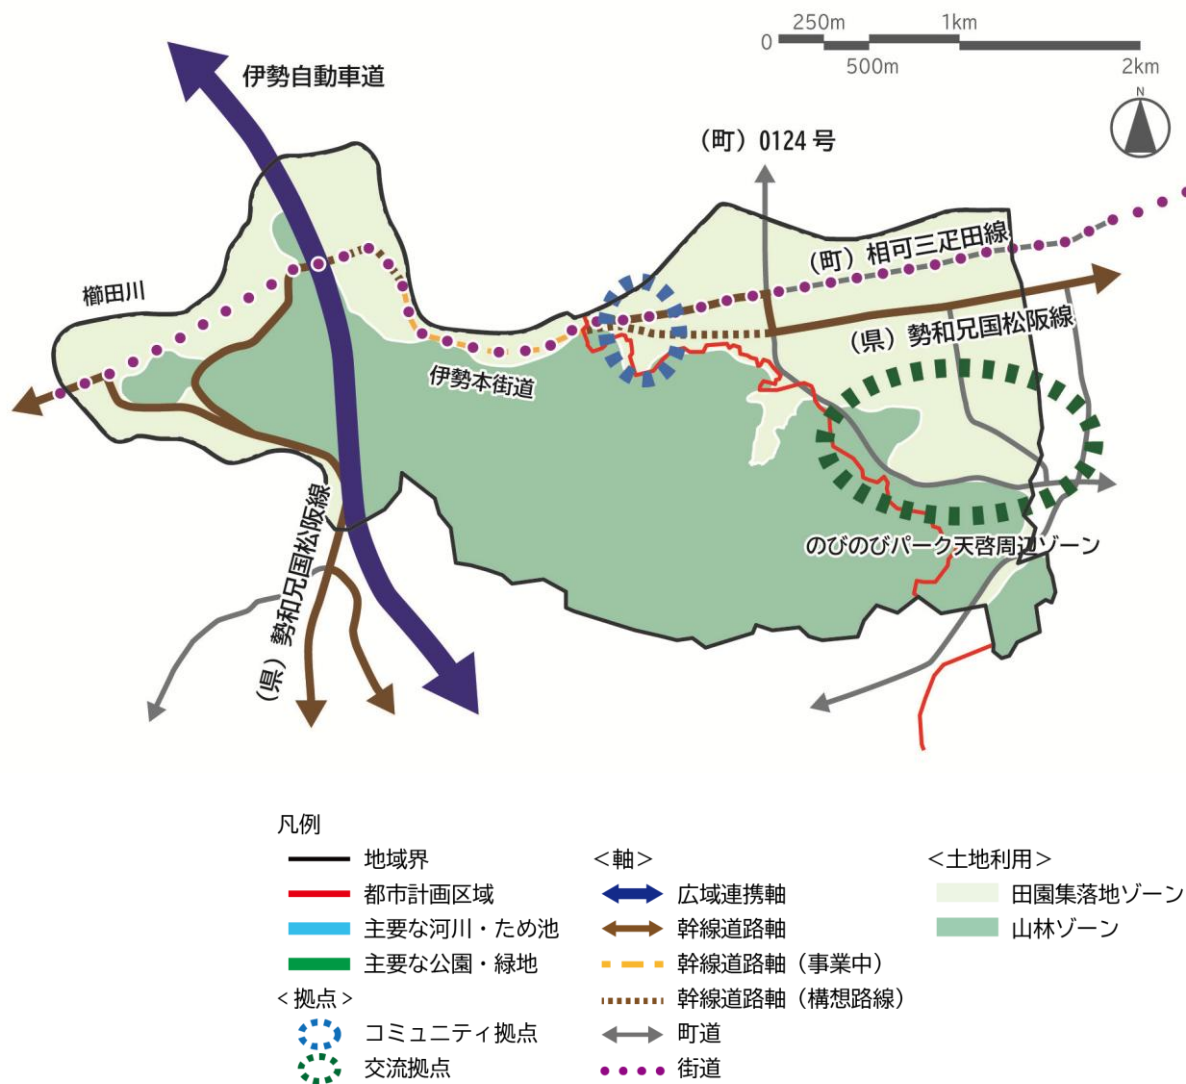 250m 1km
0
500m 2km
N
伊勢自動車道
(町) 0124 号
(町) 相可三疋田線
櫛田川
(県) 勢和兄国松阪線
伊勢本街道
(県) 勢和兄国松阪線
のびのびパーク天啓周辺ゾーン
凡例
地域界
都市計画区域
主要な河川・ため池
主要な公園・緑地
<拠点>
コミュニティ拠点
交流拠点
<軸>
広域連携軸
幹線道路軸
幹線道路軸（事業中）
幹線道路軸（構想路線）
町道
街道
<土地利用>
田園集落地ゾーン
山林ゾーン